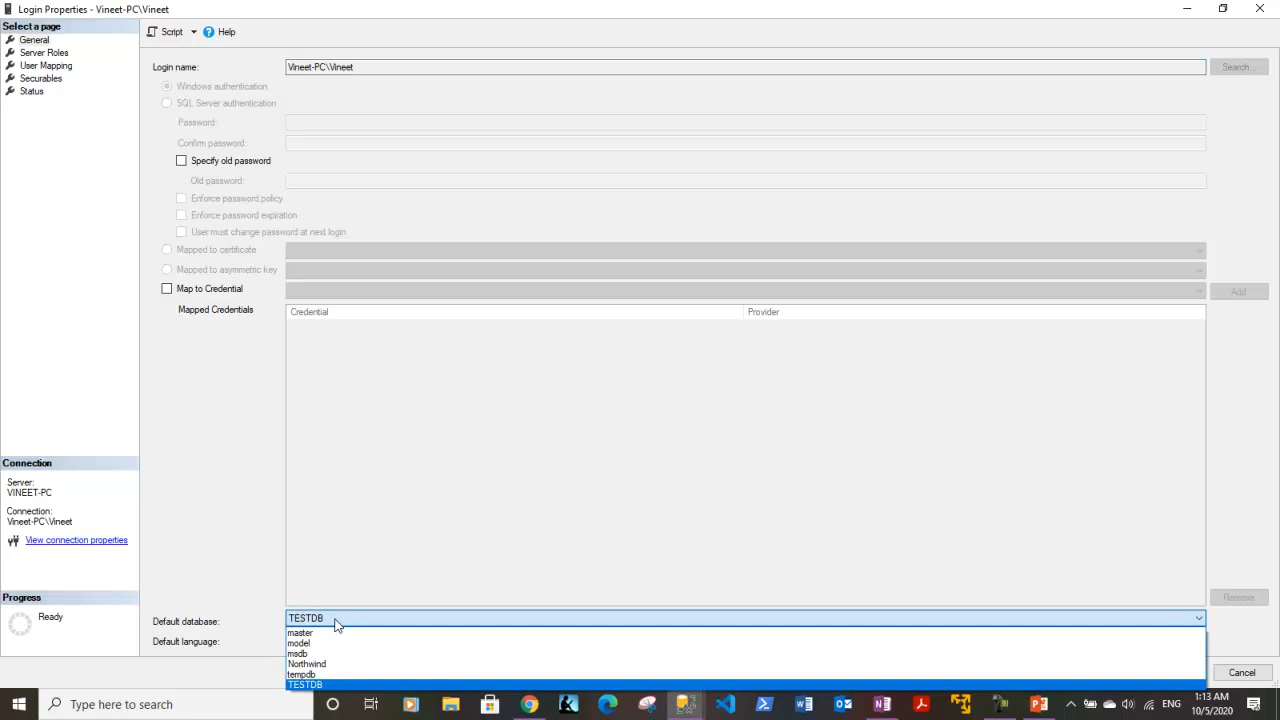 Login Properties - Vineet-PC\Vineet
Select a page
General
Server Roles
User Mapping
Securables
Status
Script
Help
Login name:
Vineet-PC\Vineet
Search...
Windows authentication
SQL Server authentication
Password:
Confirm password:
Specify old password
Old password:
Enforce password policy
Enforce password expiration
User must change password at next login
Mapped to certificate
Mapped to asymmetric key
Map to Credential
Add
Mapped Credentials
Credential
Provider
Remove
Connection
Server:
VINEET-PC
Connection:
Vineet-PC\Vineet
View connection properties
Progress
Ready
Default database:
TESTDB
Default language:
master
model
msdb
Northwind
tempdb
TESTDB
Cancel
Type here to search
ENG
1:13 AM
10/5/2020